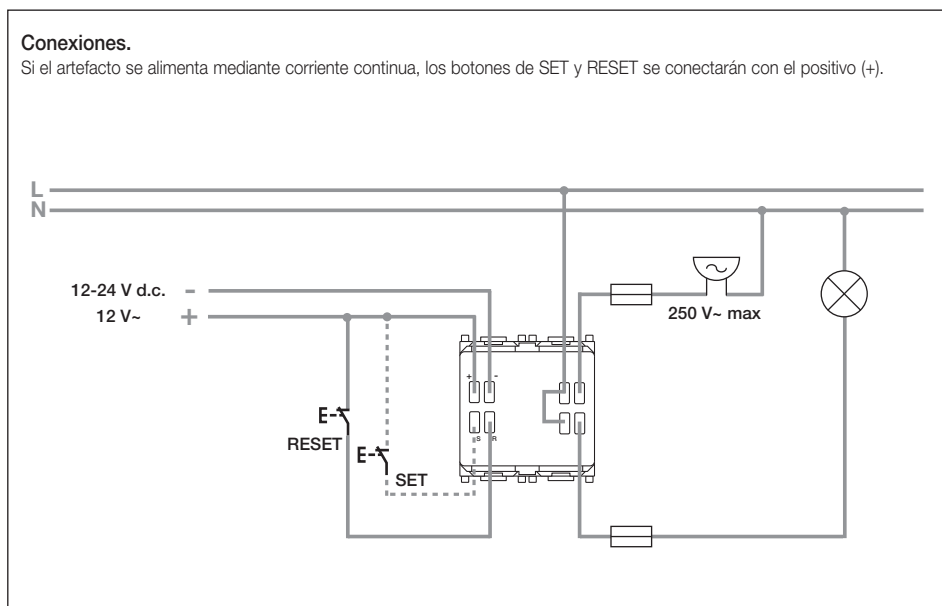 Conexiones.
Si el artefacto se alimenta mediante corriente continua, los botones de SET y RESET se conectarán con el positivo (+).
L
N
12-24 V d.c. -
12 V~ +
250 V~ max
+ -
S R
RESET
SET